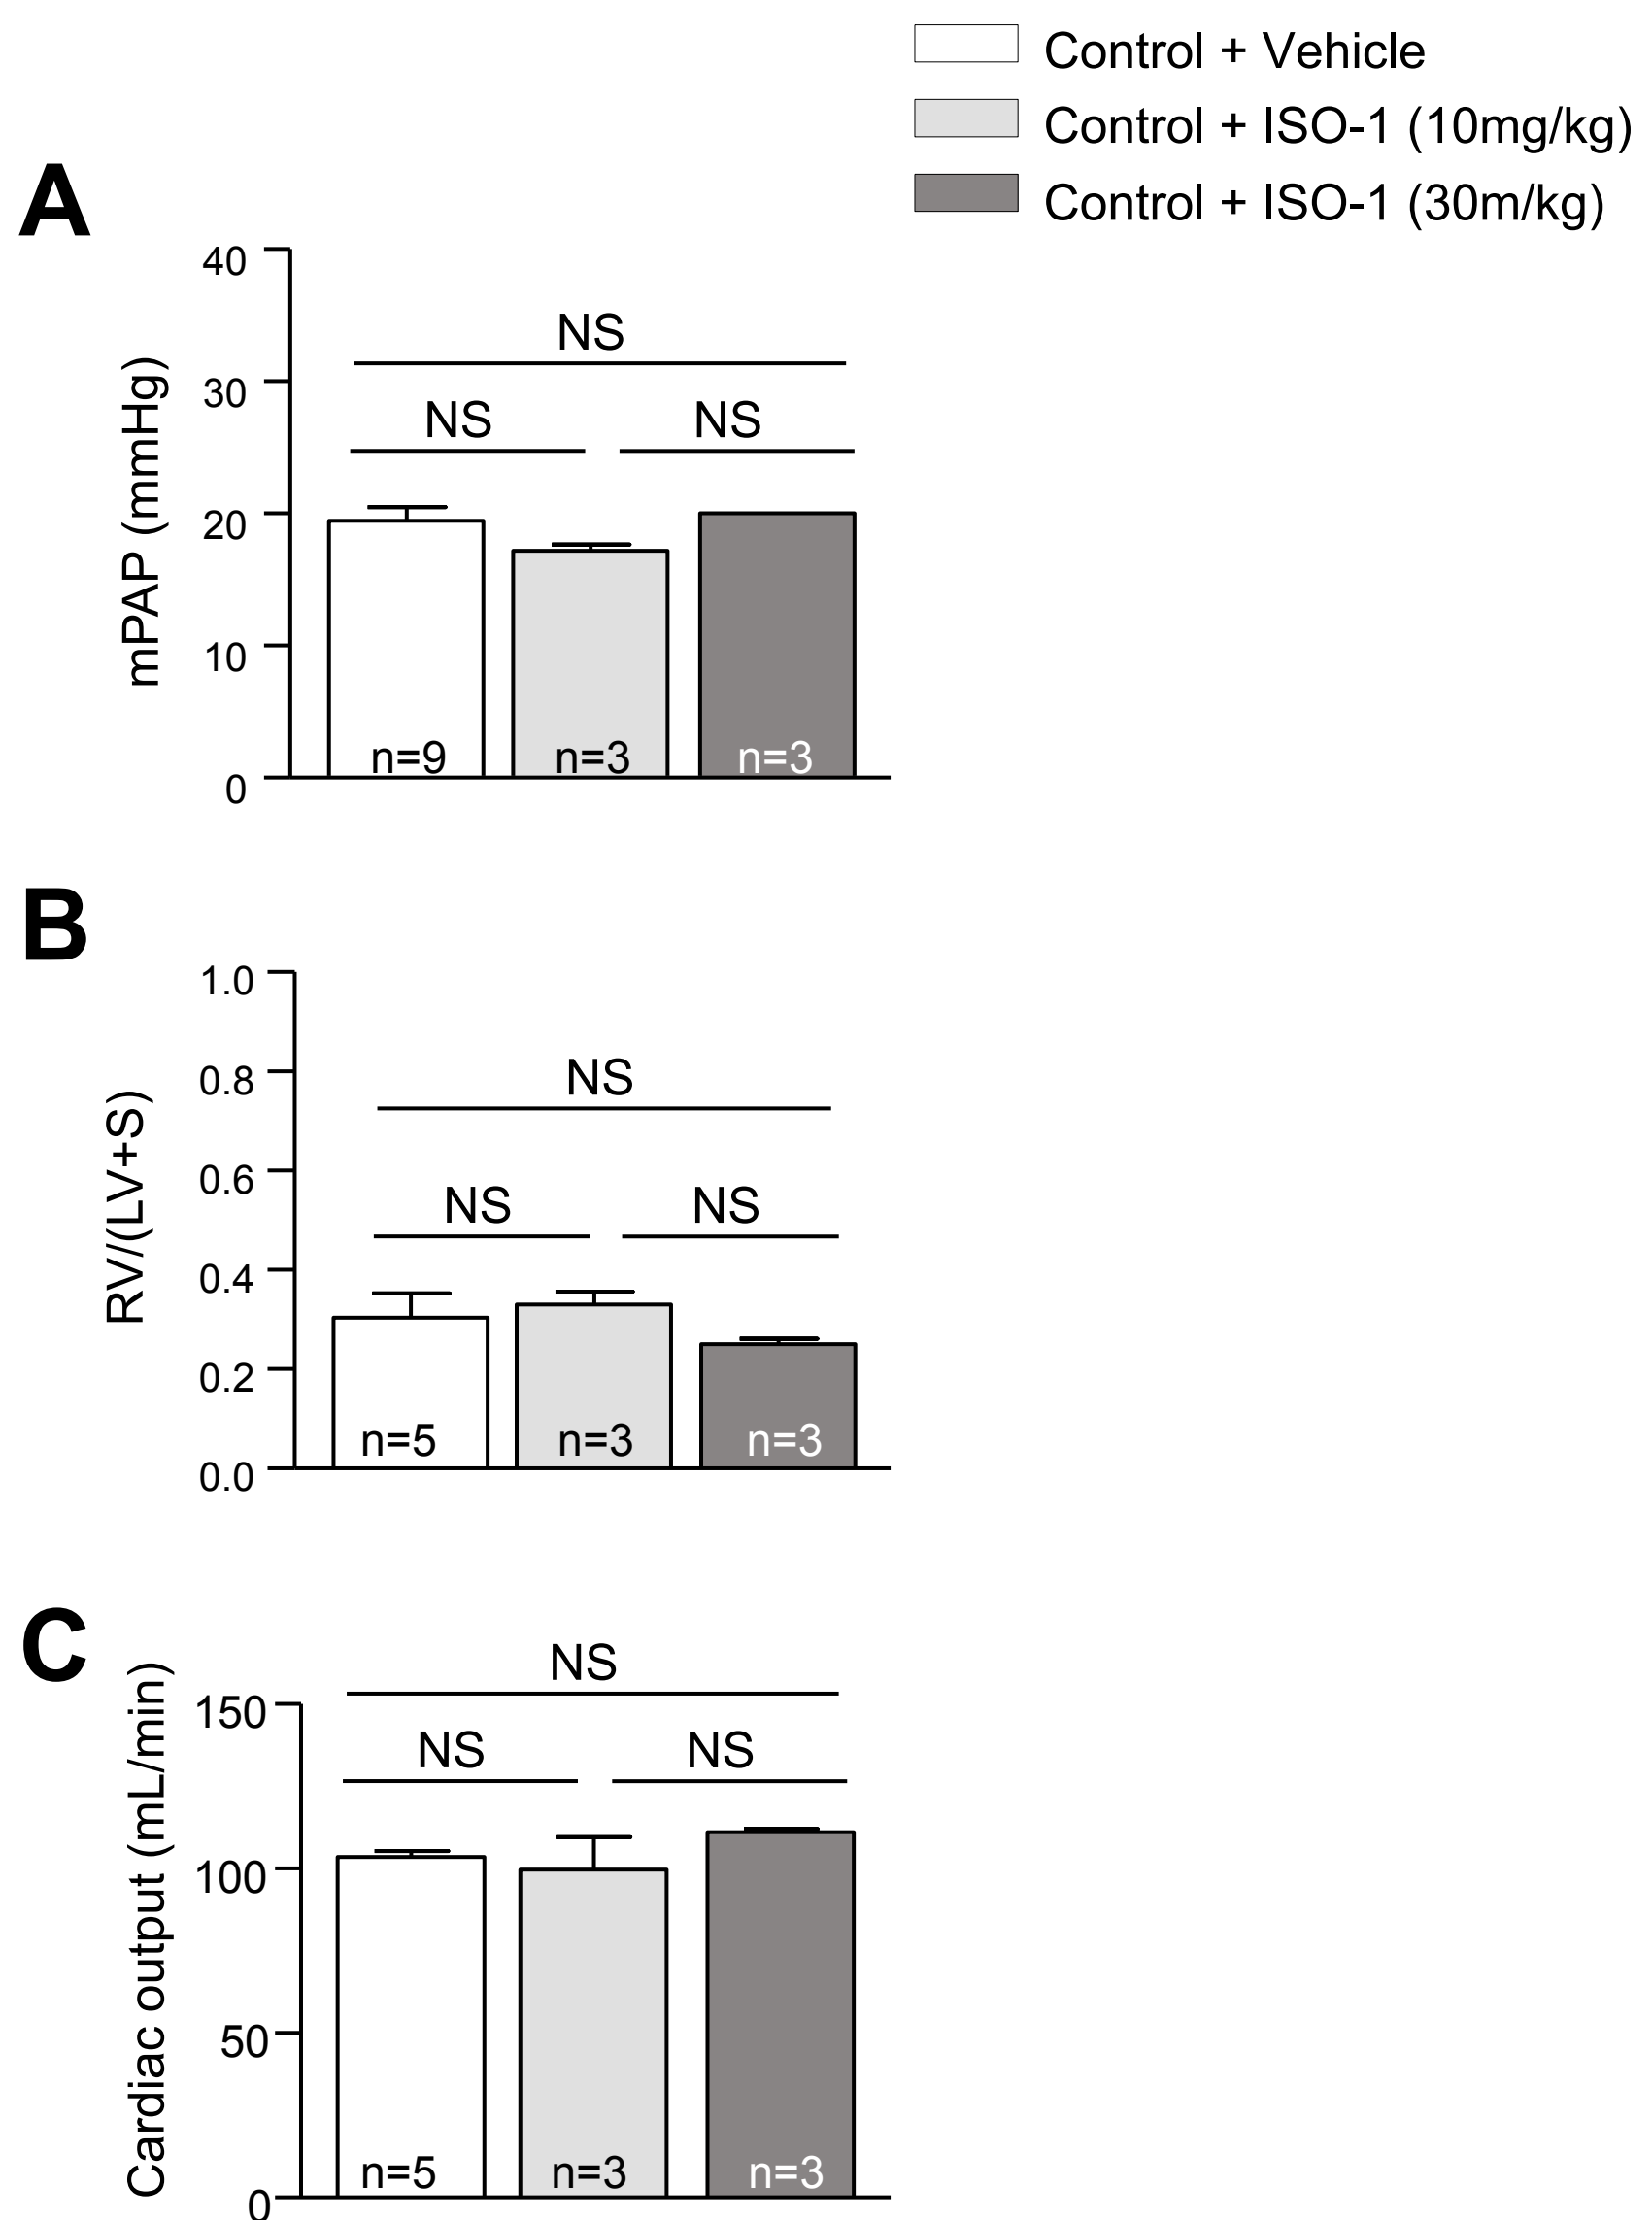 Control + Vehicle
Control + ISO-1 (10mg/kg)
Control + ISO-1 (30m/kg)
A
mPAP (mmHg)
40
30
20
10
0
NS
NS NS
n=9 n=3 n=3
B
RV/(LV+S)
1.0
0.8
0.6
0.4
0.2
0.0
NS
NS NS
n=5 n=3 n=3
C
Cardiac output (mL/min)
150
100
50
0
NS
NS NS
n=5 n=3 n=3